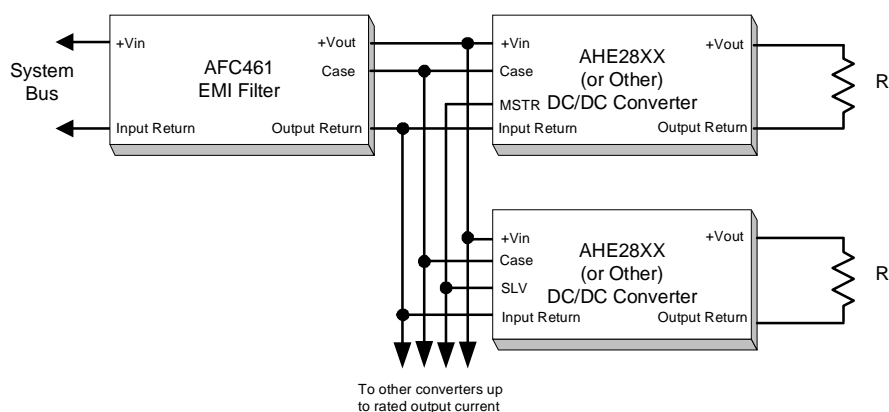 System
Bus
+Vin
Input Return
AFC461
EMI Filter
+Vout
Case
Output Return
+Vin
Case
MSTR
Input Return
AHE28XX
(or Other)
DC/DC Converter
+Vout
Output Return
R
+Vin
Case
SLV
Input Return
AHE28XX
(or Other)
DC/DC Converter
+Vout
Output Return
R
To other converters up
to rated output current